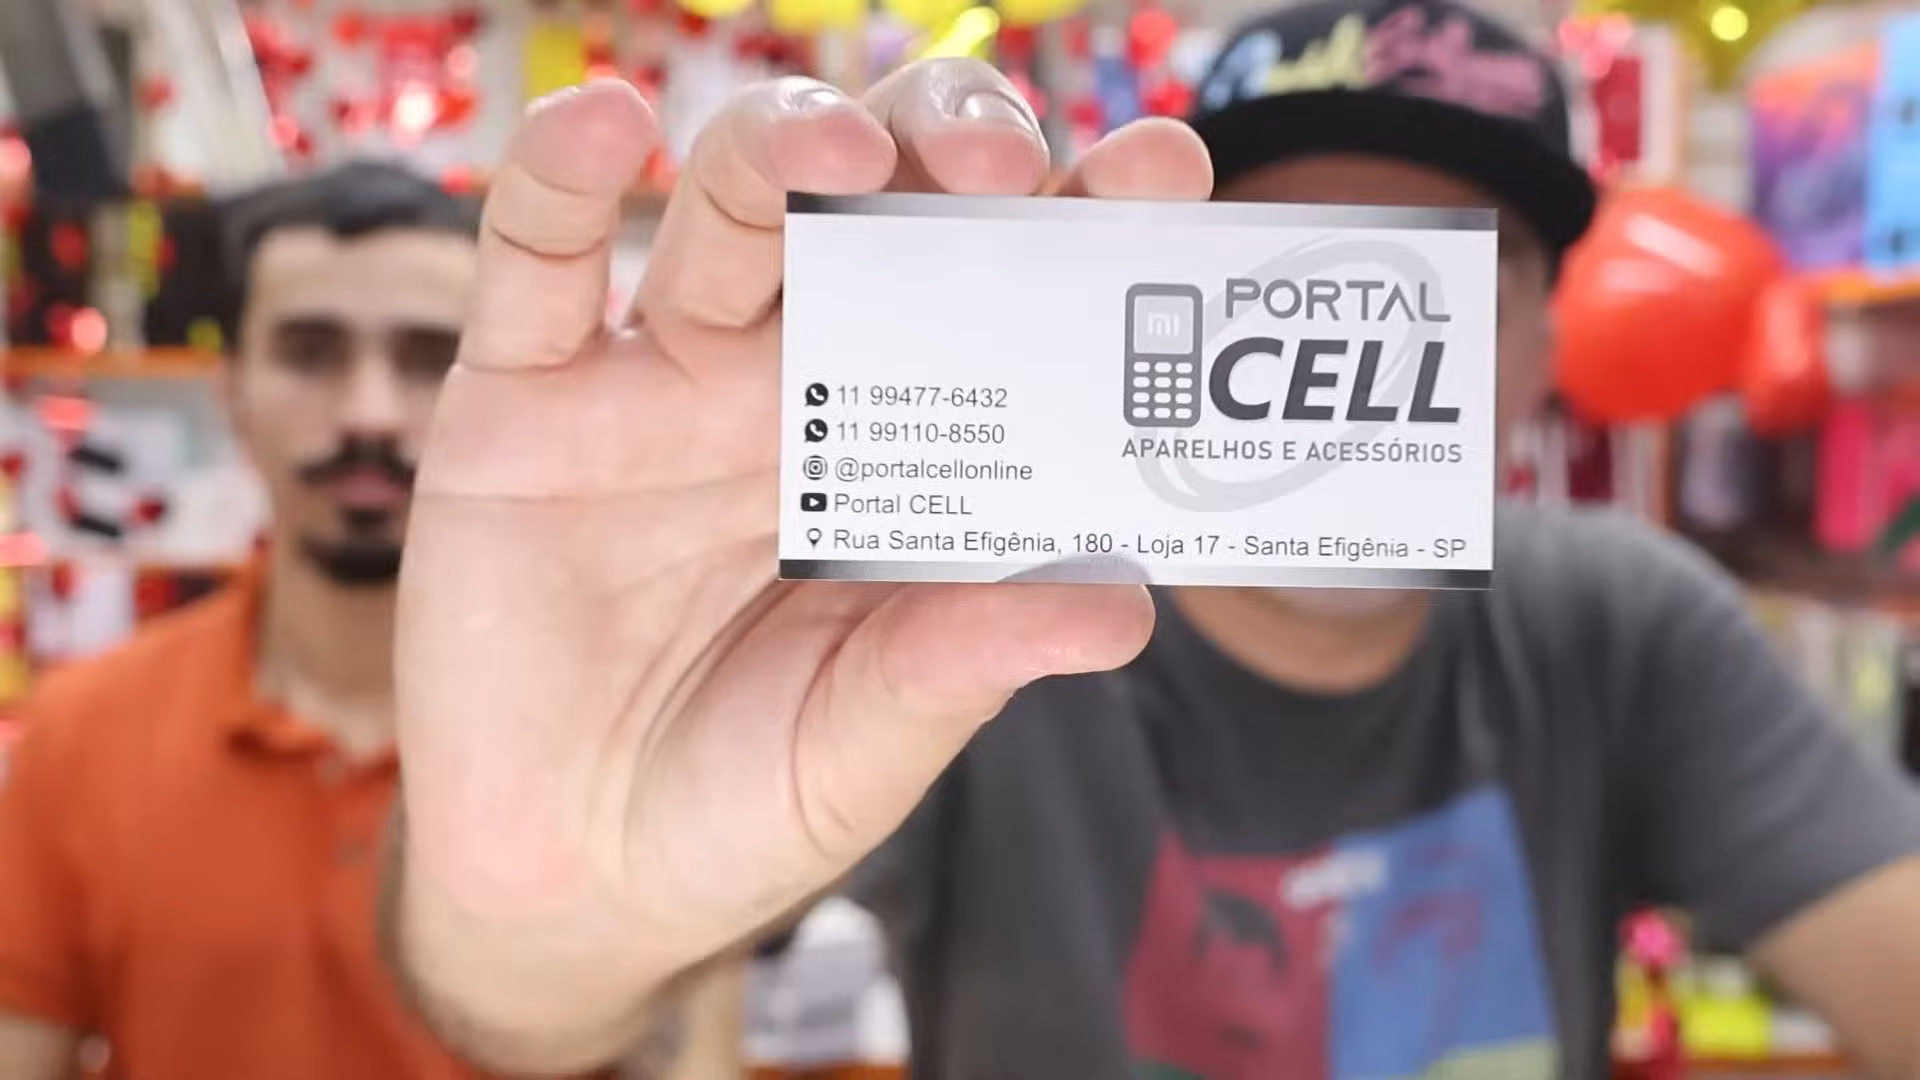 PORTAL
mi
CELL
APARELHOS E ACESSÓRIOS
11 99477-6432
11 99110-8550
@portalcellonline
Portal CELL
Rua Santa Efigênia, 180 - Loja 17 - Santa Efigênia - SP